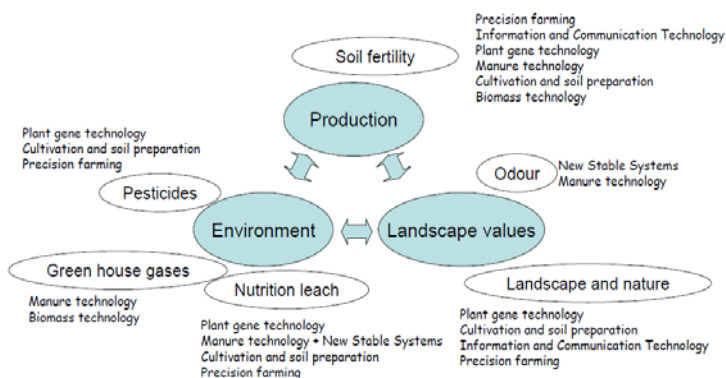 Precision farming
Information and Communication Technology
Plant gene technology
Manure technology
Cultivation and soil preparation
Biomass technology
Soil fertility
Production
Plant gene technology
Cultivation and soil preparation
Precision farming
Pesticides
Odour
New Stable Systems
Manure technology
Environment
Landscape values
Green house gases
Manure technology
Biomass technology
Nutrition leach
Plant gene technology
Manure technology + New Stable Systems
Cultivation and soil preparation
Precision farming
Landscape and nature
Plant gene technology
Cultivation and soil preparation
Information and Communication Technology
Precision farming